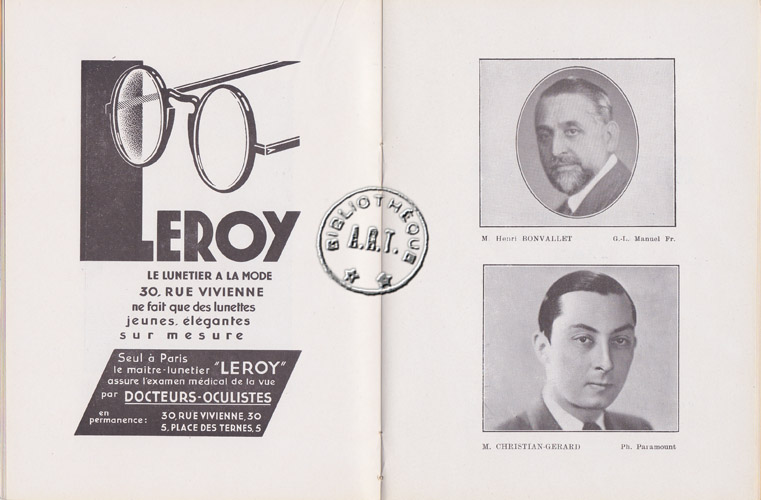 LEROY
LE LUNETIER A LA MODE
30, RUE VIVIENNE
ne fait que des lunettes
jeunes, élégantes
sur mesure
Seul à Paris
le maître-lunetier "LEROY"
assure l'examen médical de la vue
par DOCTEURS-OCULISTES
en permanence: 30, RUE VIVIENNE, 30
5, PLACE DES TERNES, 5
BIBLIOTHÈQUE
A.R.T.
M Henri BONVALLET G.-L. Manuel Fr.
M. CHRISTIAN-GERARD Ph. Paramount